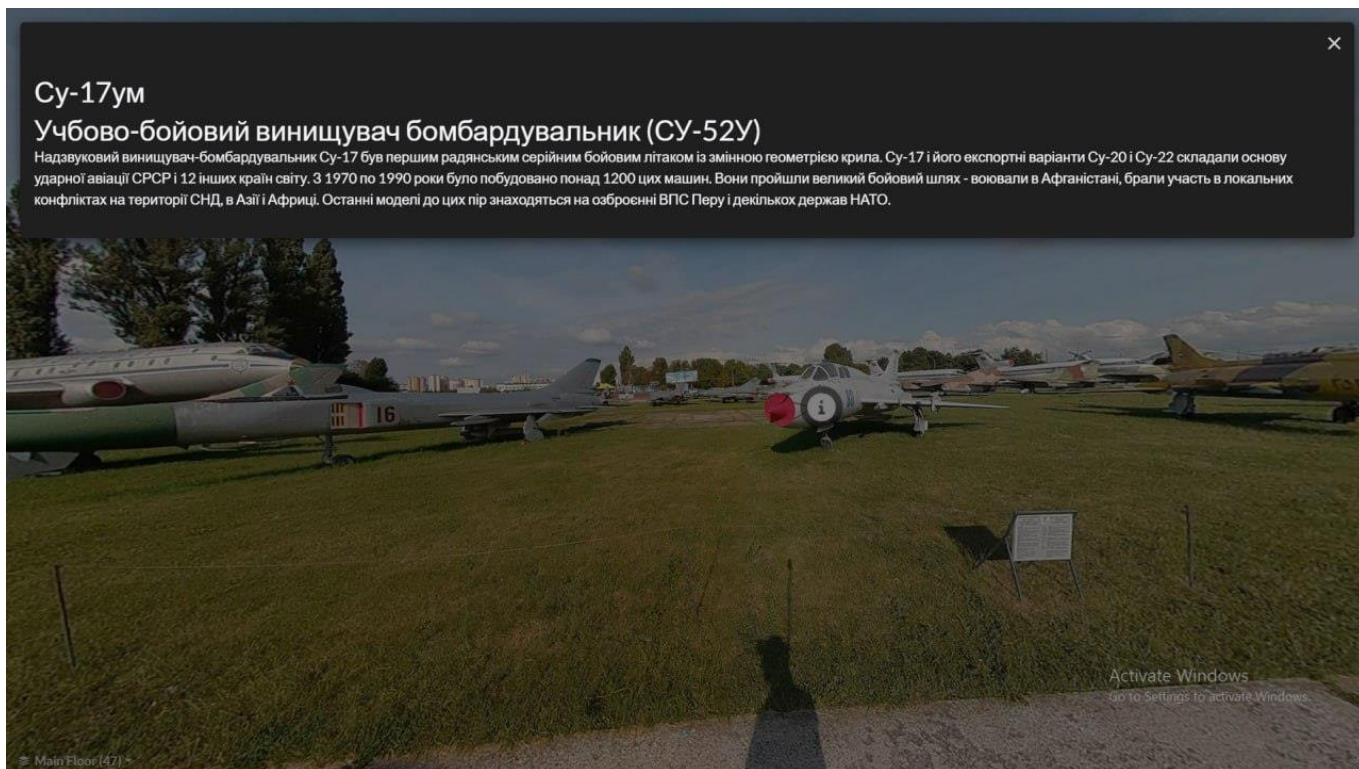 Су-17ум
Учбово-бойовий винищувач бомбардувальник (СУ-52У)
Надзвуковий винищувач-бомбардувальник Су-17 був першим радянським серійним бойовим літаком із змінною геометрією крила. Су-17 і його експортні варіанти Су-20 і Су-22 складали основу
ударної авіації СРСР і 12 інших країн світу. З 1970 по 1990 роки було побудовано понад 1200 цих машин. Вони пройшли великий бойовий шлях - воювали в Афганістані, брали участь в локальних
конфліктах на території СНД, в Азії і Африці. Останні моделі до цих пір знаходяться на озброєнні ВПС Перу і декількох держав НАТО.
16
i
Activate Windows
Go to Settings to activate Windows.
Main Floor (47)